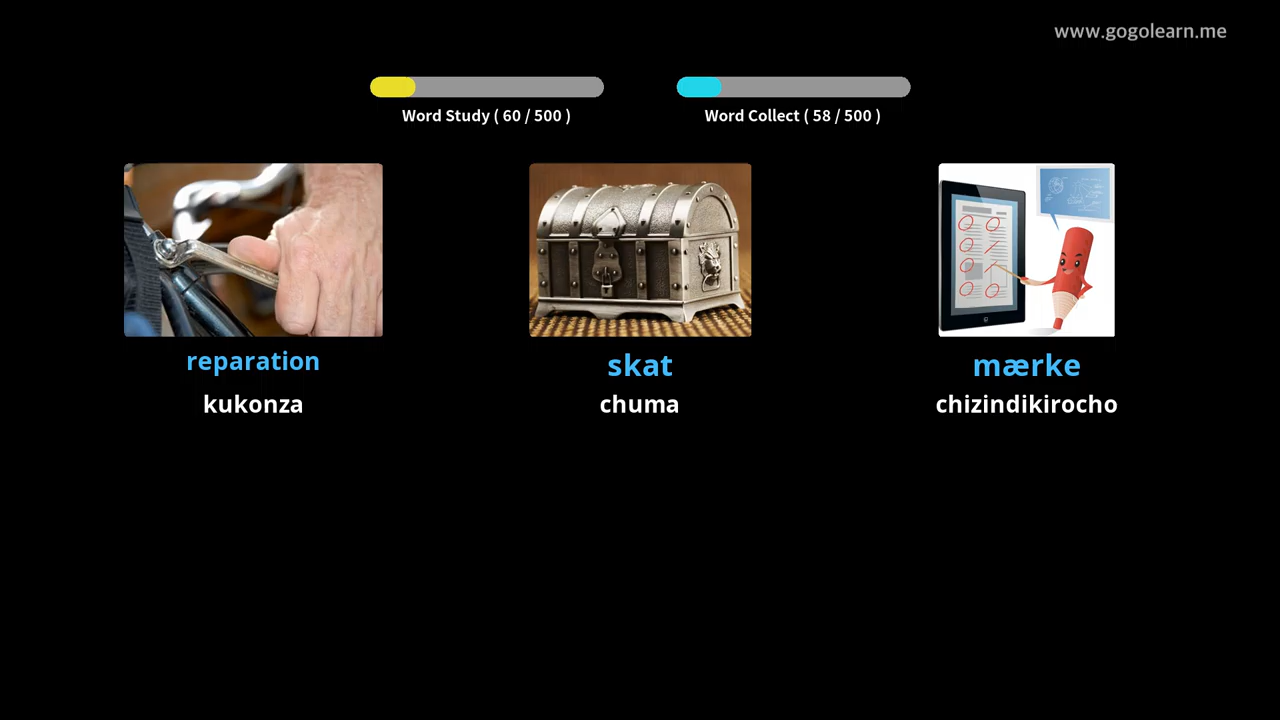 www.gogolearn.me
Word Study ( 60 / 500 )
Word Collect ( 58 / 500 )
reparation
skat
mærke
kukonza
chuma
chizindikirocho